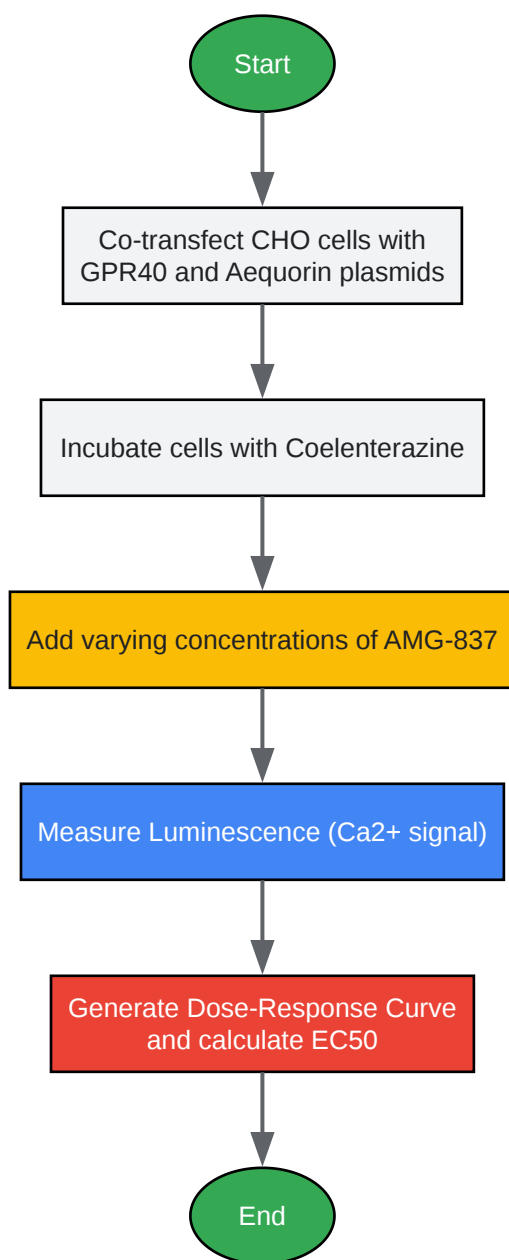 Start
Co-transfect CHO cells with
GPR40 and Aequorin plasmids
Incubate cells with Coelenterazine
Add varying concentrations of AMG-837
Measure Luminescence (Ca2+ signal)
Generate Dose-Response Curve
and calculate EC50
End